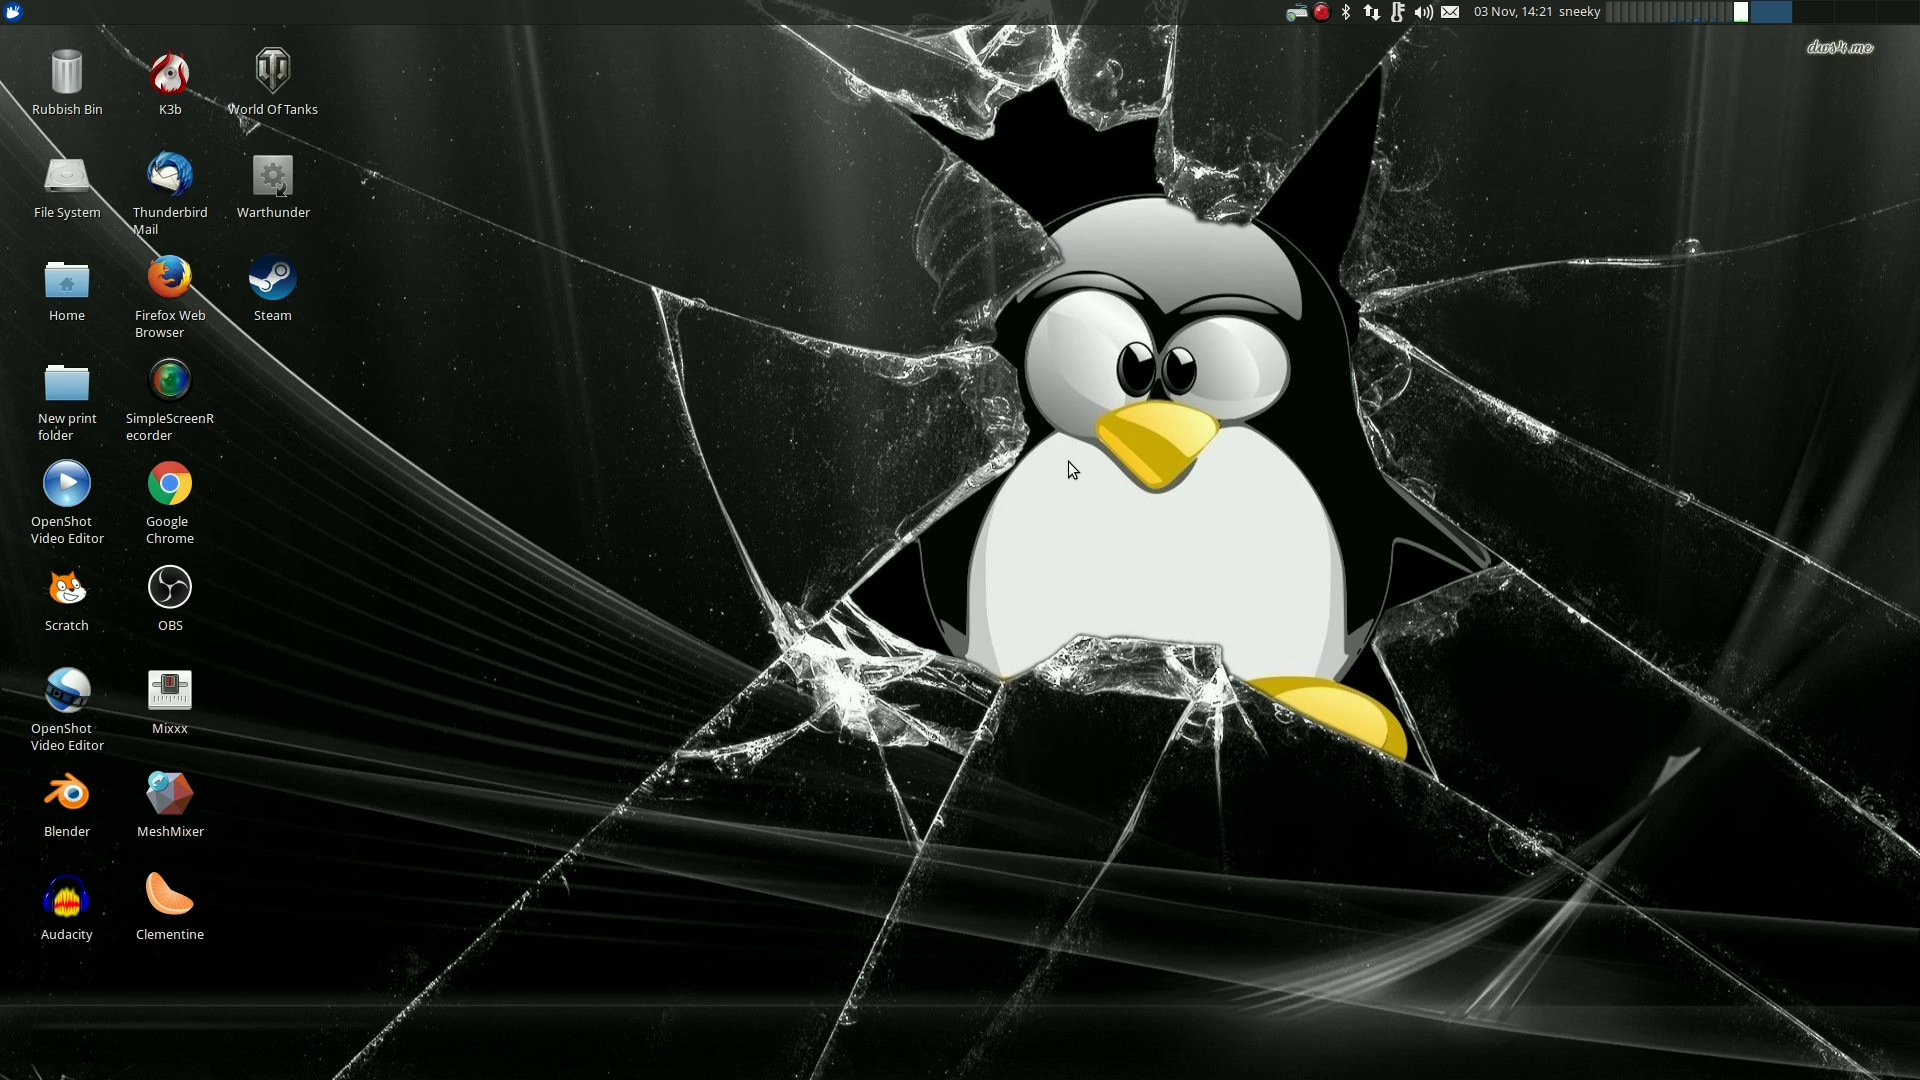 03 Nov, 14:21 sneeky
Rubbish Bin
K3b
World Of Tanks
File System
Thunderbird
Mail
Warthunder
Home
Firefox Web
Browser
Steam
New print
folder
SimpleScreenR
ecorder
OpenShot
Video Editor
Google
Chrome
Scratch
OBS
OpenShot
Video Editor
Mixxx
Blender
MeshMixer
Audacity
Clementine